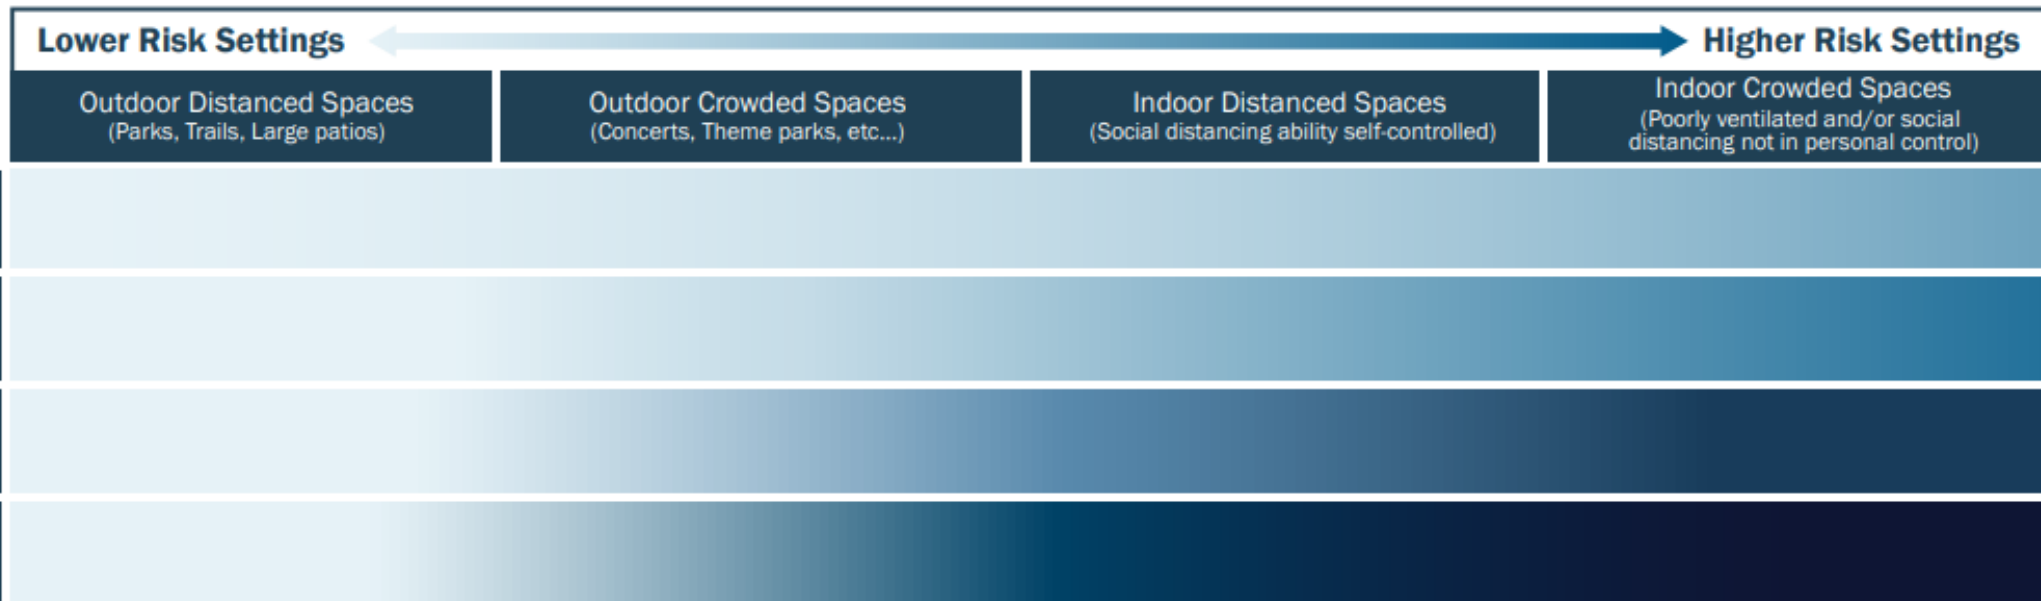 Lower Risk Settings
Higher Risk Settings
Outdoor Distanced Spaces
(Parks, Trails, Large patios)
Outdoor Crowded Spaces
(Concerts, Theme parks, etc...)
Indoor Distanced Spaces
(Social distancing ability self-controlled)
Indoor Crowded Spaces
(Poorly ventilated and/or social
distancing not in personal control)